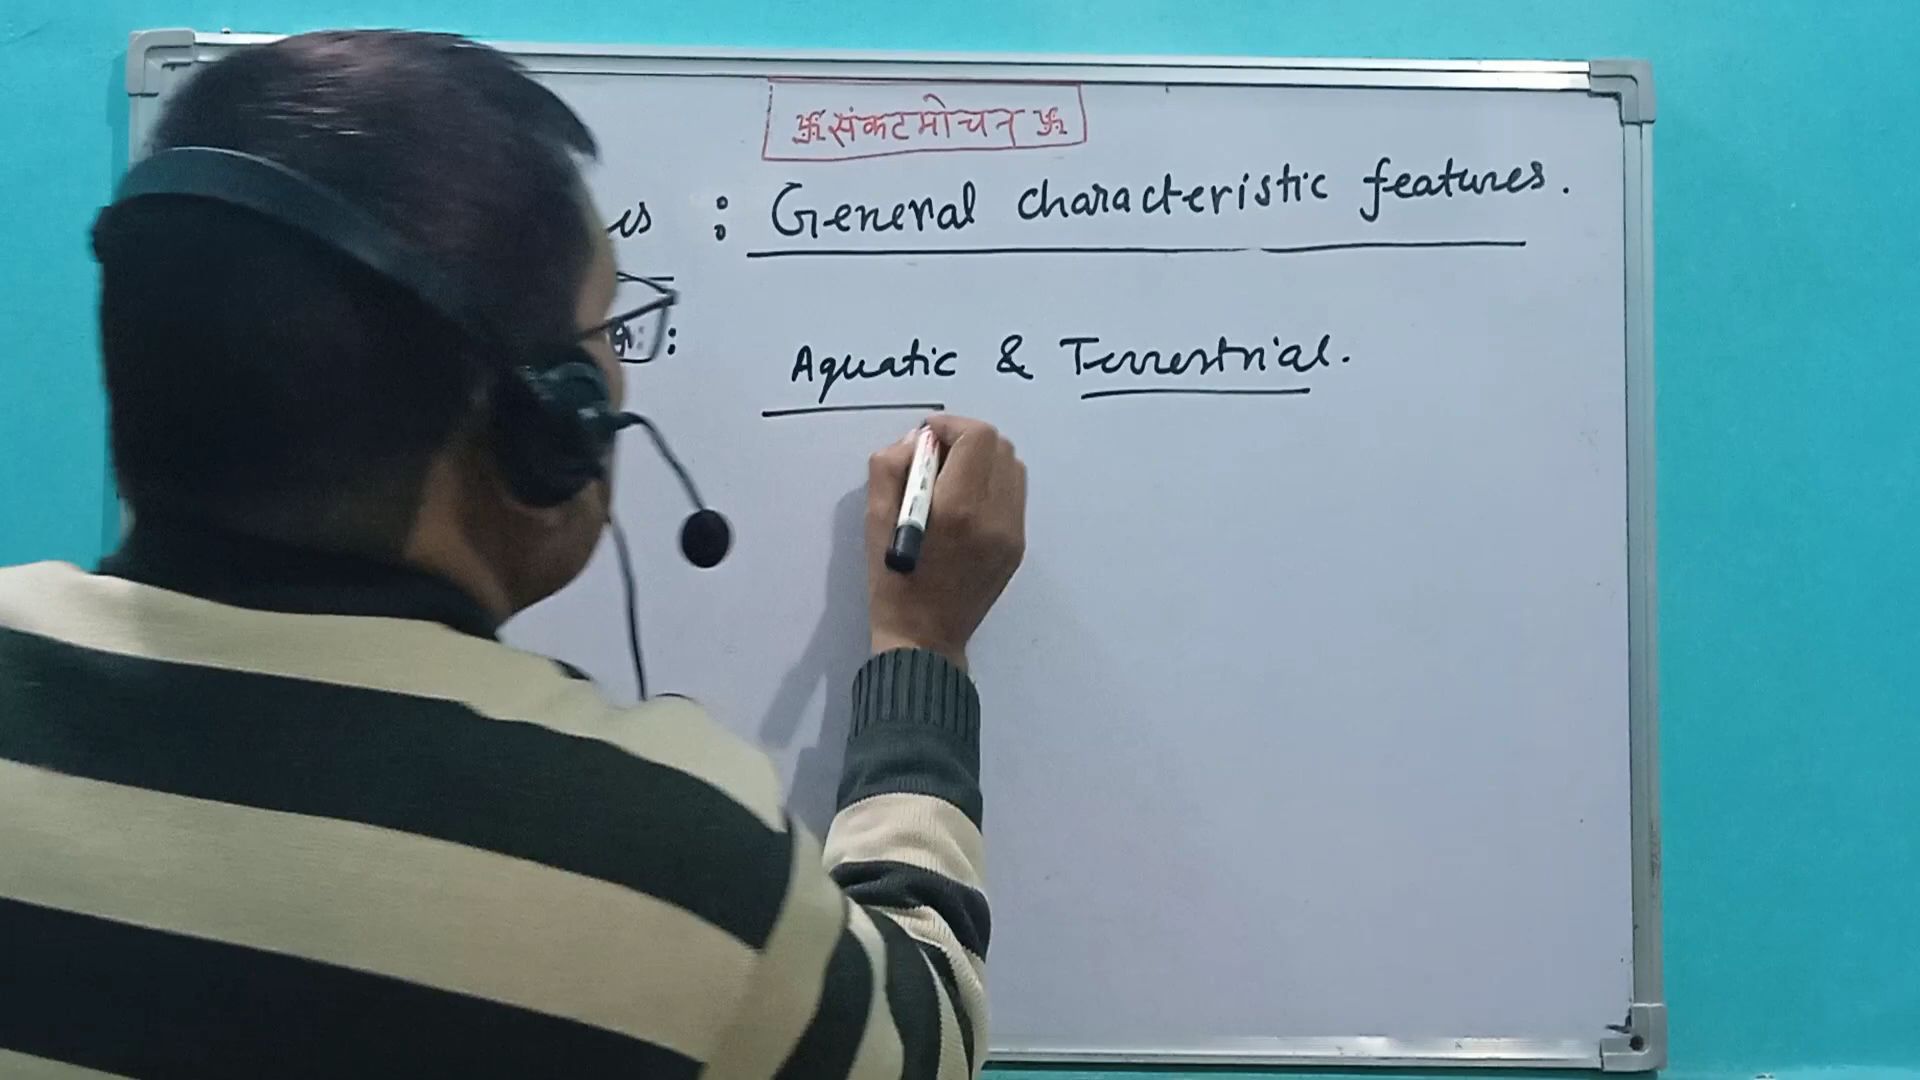 卐 संकटमोचन 卐
: General characteristic features.
: Aquatic & Terrestrial.